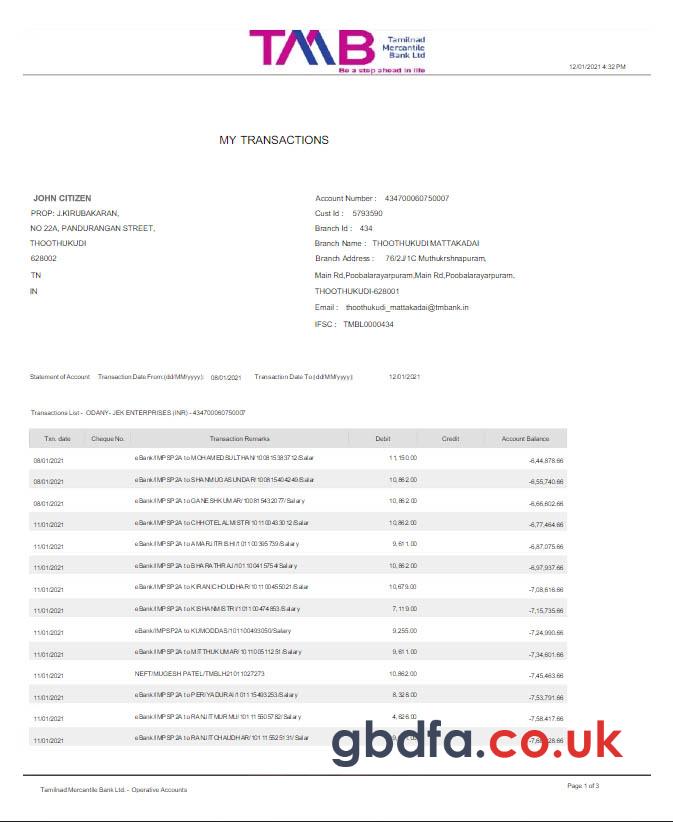 TMB Tamilnad
Mercantile
Bank Ltd
Be a step ahead in life
12/01/2021 4:32 PM
MY TRANSACTIONS
JOHN CITIZEN
PROP: J.KIRUBAKARAN,
NO 22A, PANDURANGAN STREET,
THOOTHUKUDI
628002
TN
IN
Account Number : 434700060750007
Cust Id : 5793590
Branch Id : 434
Branch Name : THOOTHUKUDI MATTAKADAI
Branch Address : 76/2J/1C Muthukrshnapuram,
Main Rd,Poobalarayarpuram,Main Rd,Poobalarayarpuram,
THOOTHUKUDI-628001
Email : thoothukudi_mattakadai@tmbank.in
IFSC : TMBL0000434
Statement of Account Transaction Date From:(dd/MM/yyyy): 08/01/2021 Transaction Date To:(dd/MM/yyyy): 12/01/2021
Transactions List - ODANY- JEK ENTERPRISES (INR) - 434700060750007
Txn. date Cheque No. Transaction Remarks Debit Credit Account Balance
08/01/2021 eBank/IMPSP2A to MOHAMEDSULTHAN/100815383712/Salar 11,150.00 -6,44,878.66
08/01/2021 eBank/IMPSP2A to SHANMUGASUNDAR/100815404249/Salar 10,862.00 -6,55,740.66
08/01/2021 eBank/IMPSP2A to GANESHKUMAR/100815432077/Salary 10,862.00 -6,66,602.66
11/01/2021 eBank/IMPSP2A to CHHOTELALMISTRI/101100433012/Salar 10,862.00 -6,77,464.66
11/01/2021 eBank/IMPSP2A to AMARJITRISHI/101100395739/Salary 9,611.00 -6,87,075.66
11/01/2021 eBank/IMPSP2A to BHARATHRAJ/101100415754/Salary 10,862.00 -6,97,937.66
11/01/2021 eBank/IMPSP2A to KIRANICHOUDHAR/101100455021/Salar 10,679.00 -7,08,616.66
11/01/2021 eBank/IMPSP2A to KISHANMISTRI/101100474853/Salary 7,119.00 -7,15,735.66
11/01/2021 eBank/IMPSP2A to KUMODDAS/101100493050/Salary 9,255.00 -7,24,990.66
11/01/2021 eBank/IMPSP2A to MITTHUKUMAR/101100511251/Salary 9,611.00 -7,34,601.66
11/01/2021 NEFT/MUGESH PATEL/TMBLH21011027273 10,862.00 -7,45,463.66
11/01/2021 eBank/IMPSP2A to PERIYADURAI/101115493253/Salary 8,328.00 -7,53,791.66
11/01/2021 eBank/IMPSP2A to RANJITMURMU/101115505782/Salary 4,626.00 -7,58,417.66
11/01/2021 eBank/IMPSP2A to RANJITCHAUDHAR/101115525131/Salar
gbdfa.co.uk
Tamilnad Mercantile Bank Ltd. - Operative Accounts
Page 1 of 3